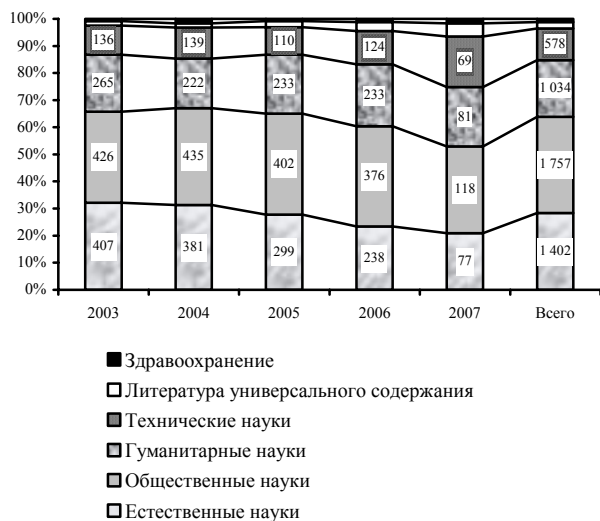 100%
90%
80%
70%
60%
50%
40%
30%
20%
10%
0%
136 139 110 124 69 578
265 222 233 233 81 1 034
426 435 402 376 118 1 757
407 381 299 238 77 1 402
2003 2004 2005 2006 2007 Всего
Здравоохранение
Литература универсального содержания
Технические науки
Гуманитарные науки
Общественные науки
Естественные науки